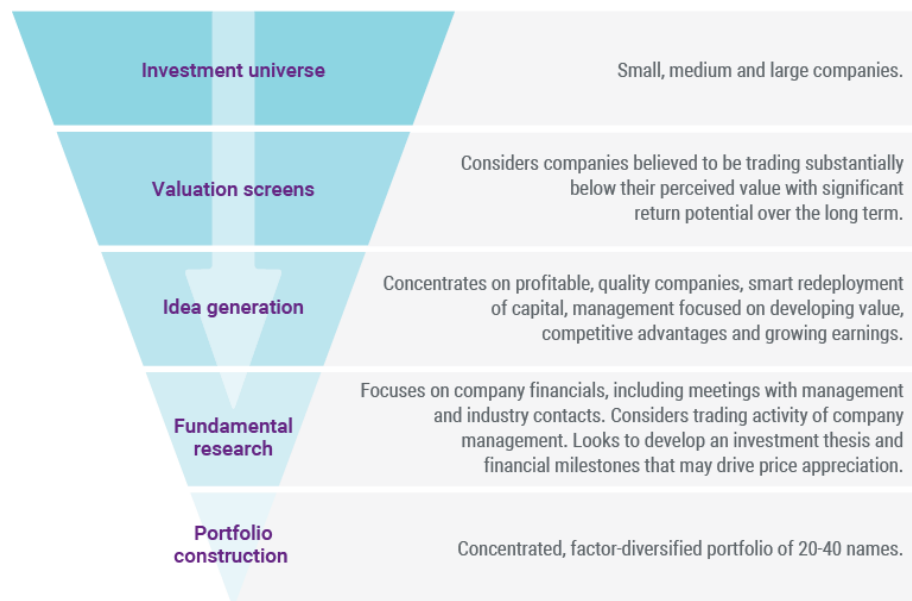 Investment universe
Small, medium and large companies.
Valuation screens
Considers companies believed to be trading substantially
below their perceived value with significant
return potential over the long term.
Idea generation
Concentrates on profitable, quality companies, smart redeployment
of capital, management focused on developing value,
competitive advantages and growing earnings.
Fundamental
research
Focuses on company financials, including meetings with management
and industry contacts. Considers trading activity of company
management. Looks to develop an investment thesis and
financial milestones that may drive price appreciation.
Portfolio
construction
Concentrated, factor-diversified portfolio of 20-40 names.